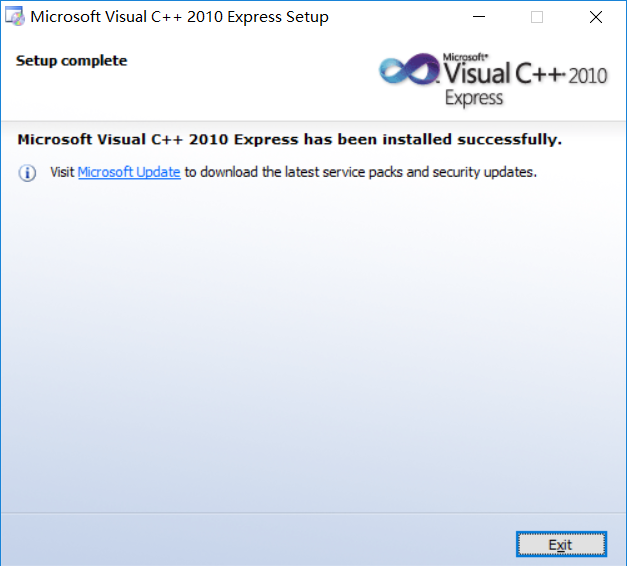 Microsoft Visual C++ 2010 Express Setup
Setup complete
Microsoft®
Visual C++ 2010
Express
Microsoft Visual C++ 2010 Express has been installed successfully.
Visit Microsoft Update to download the latest service packs and security updates.
Exit